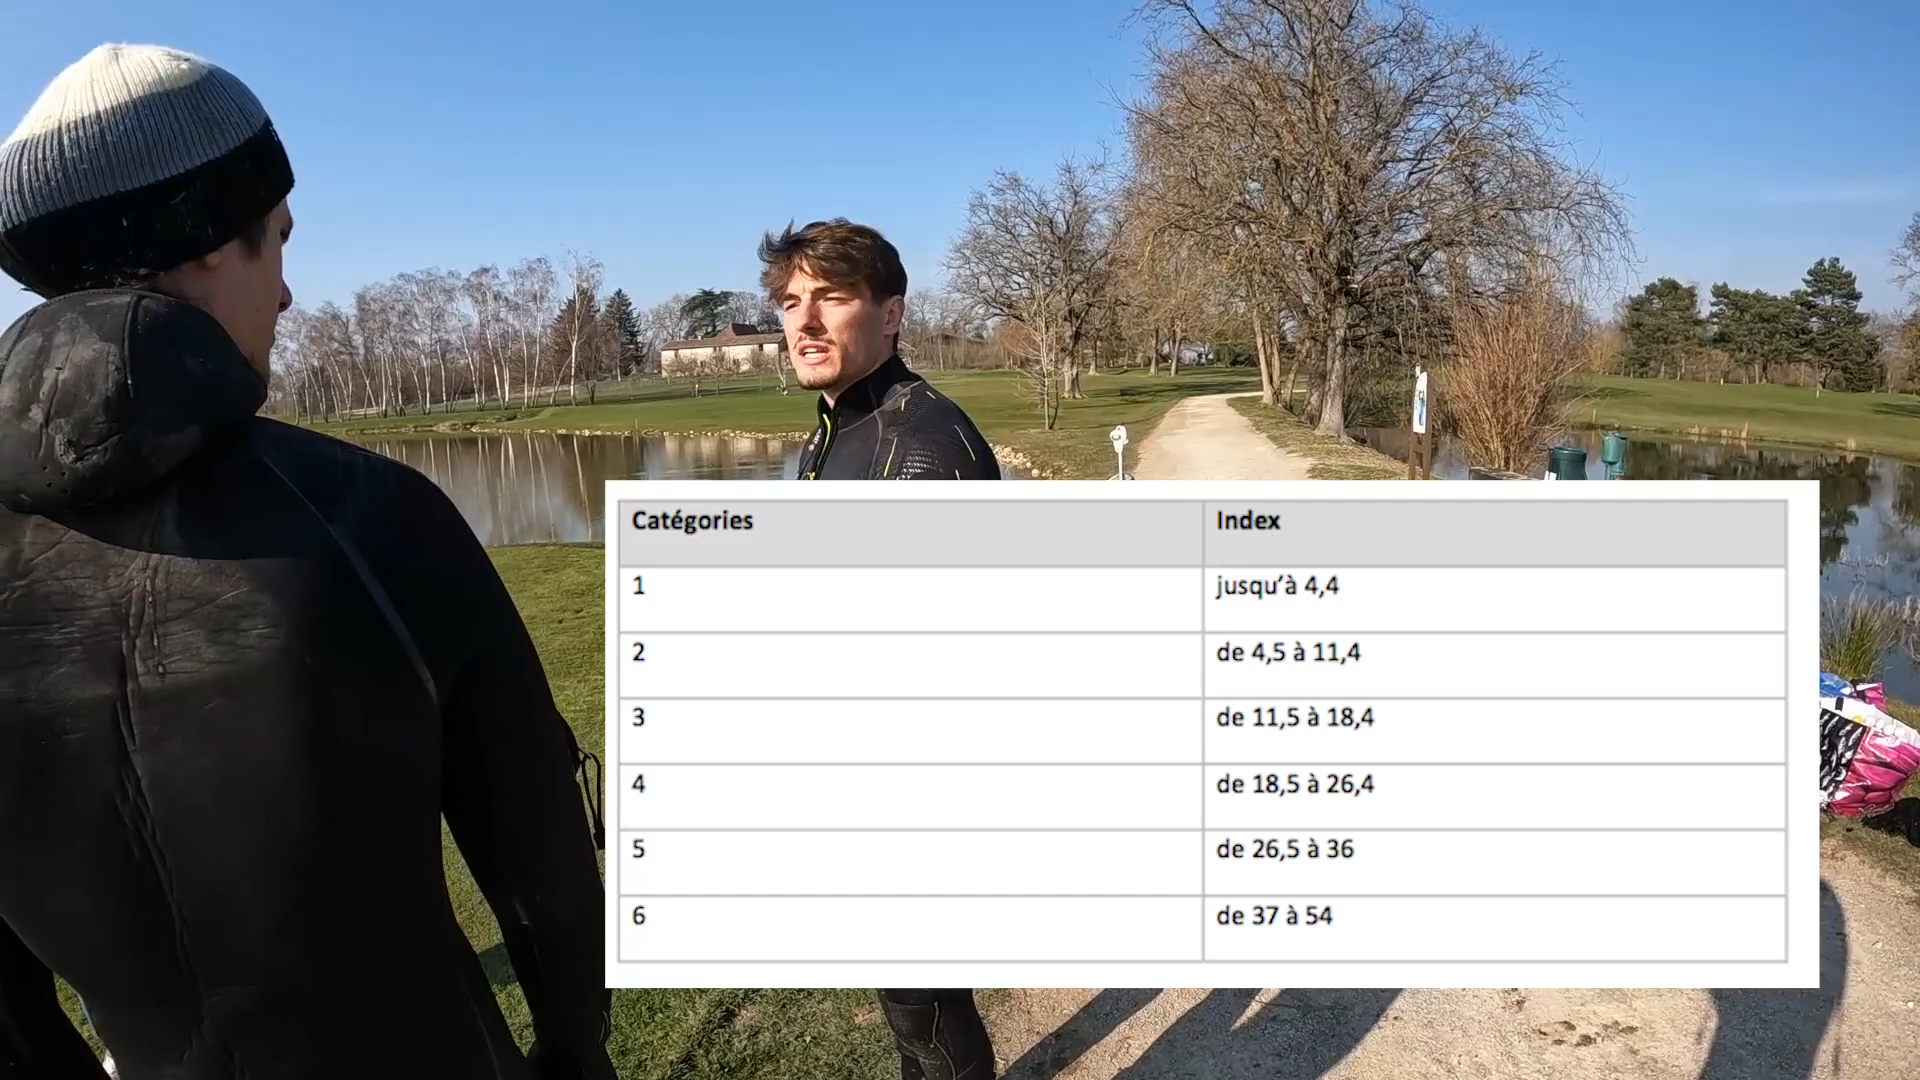 Catégories Index
1 jusqu’à 4,4
2 de 4,5 à 11,4
3 de 11,5 à 18,4
4 de 18,5 à 26,4
5 de 26,5 à 36
6 de 37 à 54